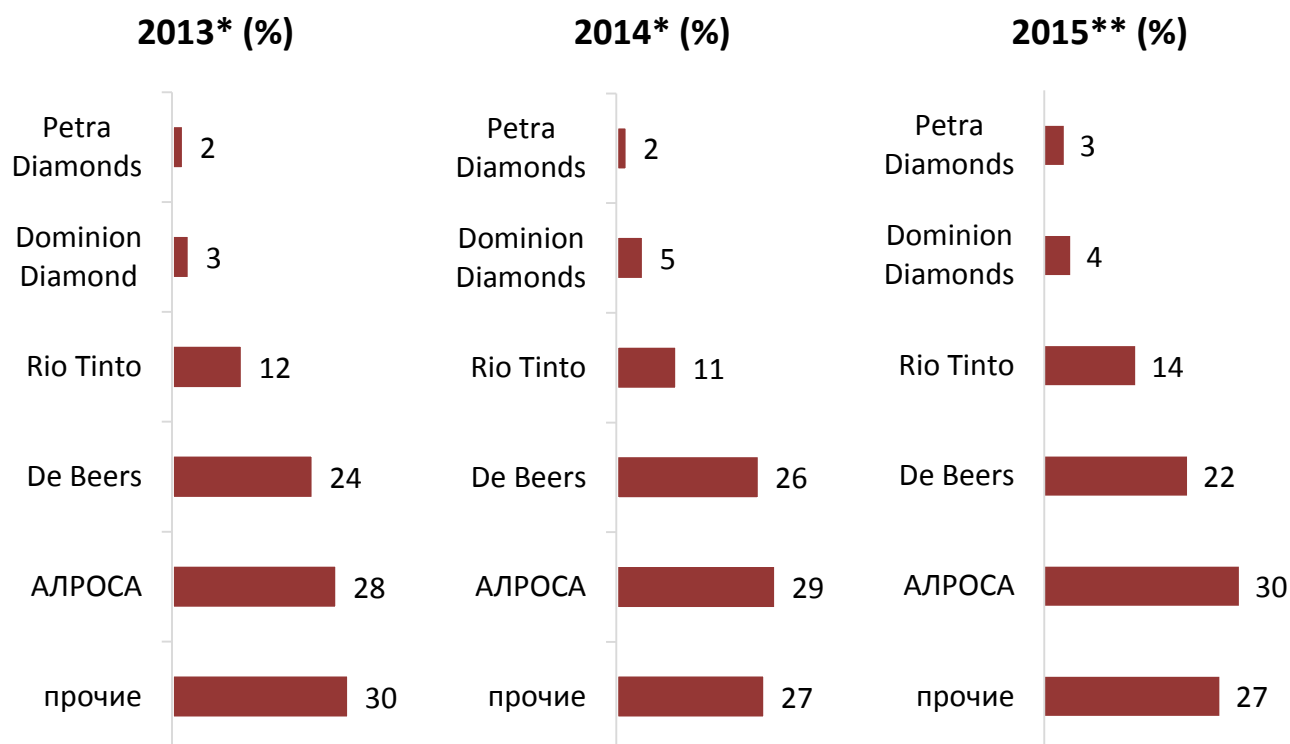 2013* (%)
Petra
Diamonds
2
Dominion
Diamond
3
Rio Tinto
12
De Beers
24
АЛРОСА
28
прочие
30
2014* (%)
Petra
Diamonds
2
Dominion
Diamonds
5
Rio Tinto
11
De Beers
26
АЛРОСА
29
прочие
27
2015** (%)
Petra
Diamonds
3
Dominion
Diamonds
4
Rio Tinto
14
De Beers
22
АЛРОСА
30
прочие
27